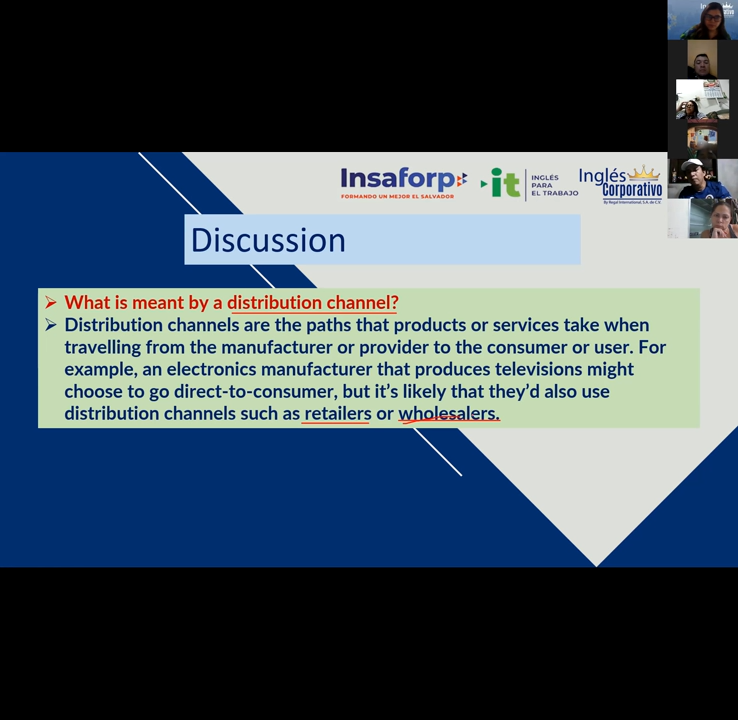 Insaforp
FORMANDO UN MEJOR EL SALVADOR
it
INGLÉS
PARA
EL TRABAJO
Inglés
Corporativo
By Regal International, S.A. de C.V.
Discussion
What is meant by a distribution channel?
Distribution channels are the paths that products or services take when
travelling from the manufacturer or provider to the consumer or user. For
example, an electronics manufacturer that produces televisions might
choose to go direct-to-consumer, but it's likely that they'd also use
distribution channels such as retailers or wholesalers.